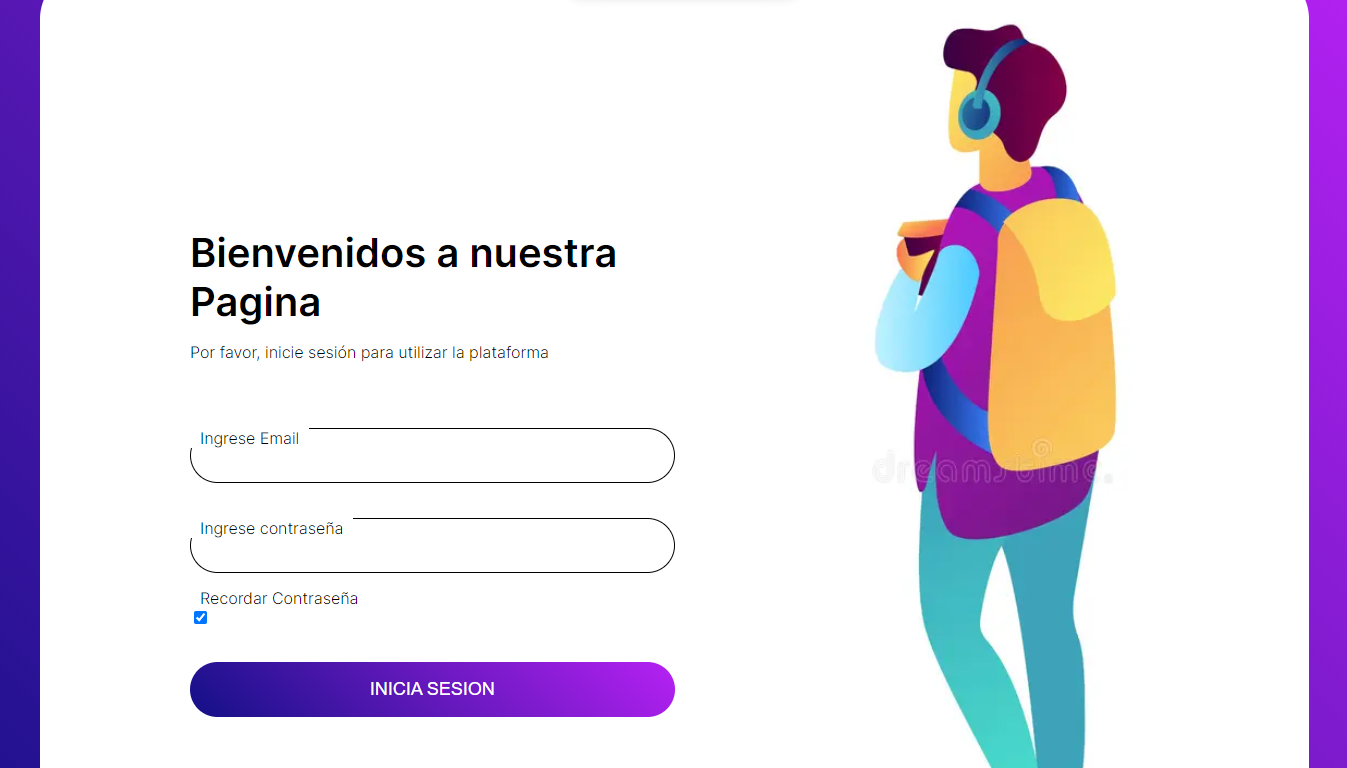 Bienvenidos a nuestra
Pagina
Por favor, inicie sesión para utilizar la plataforma
Ingrese Email
Ingrese contraseña
Recordar Contraseña
INICIA SESION
dreamstime.